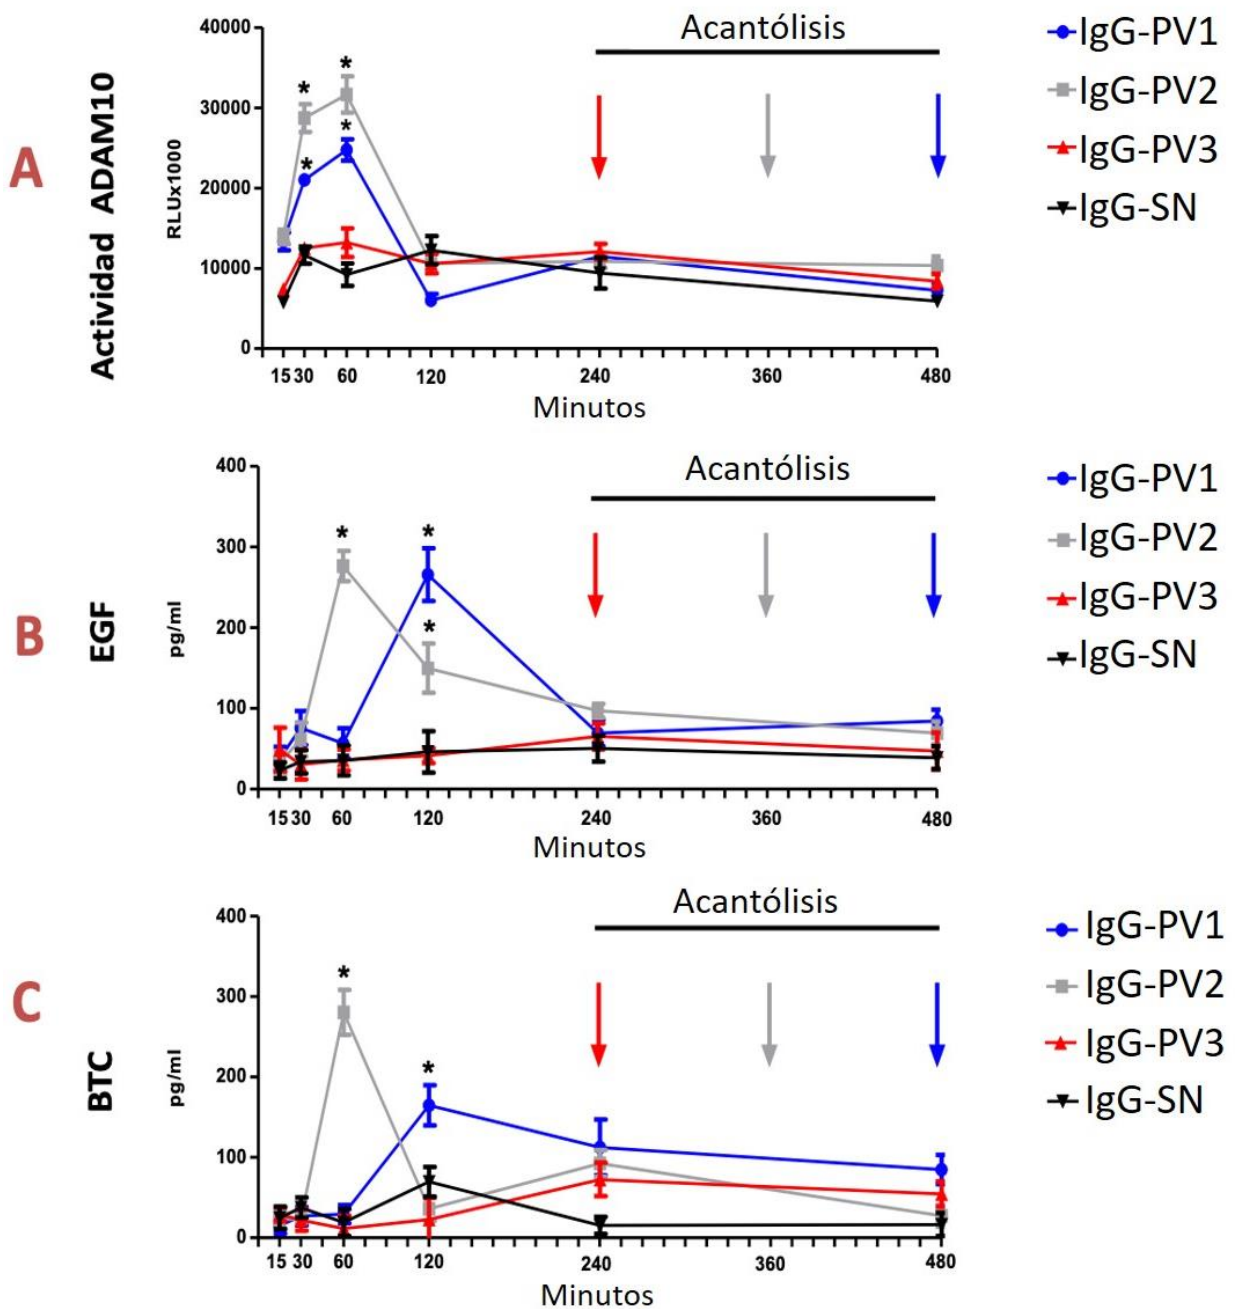 A
Actividad ADAM10
RLUx1000
40000
30000
20000
10000
0
* * * *
Acantólisis
15 30 60 120 240 360 480
Minutos
IgG-PV1
IgG-PV2
IgG-PV3
IgG-SN
B
EGF
pg/ml
400
300
200
100
0
* * *
Acantólisis
15 30 60 120 240 360 480
Minutos
IgG-PV1
IgG-PV2
IgG-PV3
IgG-SN
C
BTC
pg/ml
400
300
200
100
0
* *
Acantólisis
15 30 60 120 240 360 480
Minutos
IgG-PV1
IgG-PV2
IgG-PV3
IgG-SN